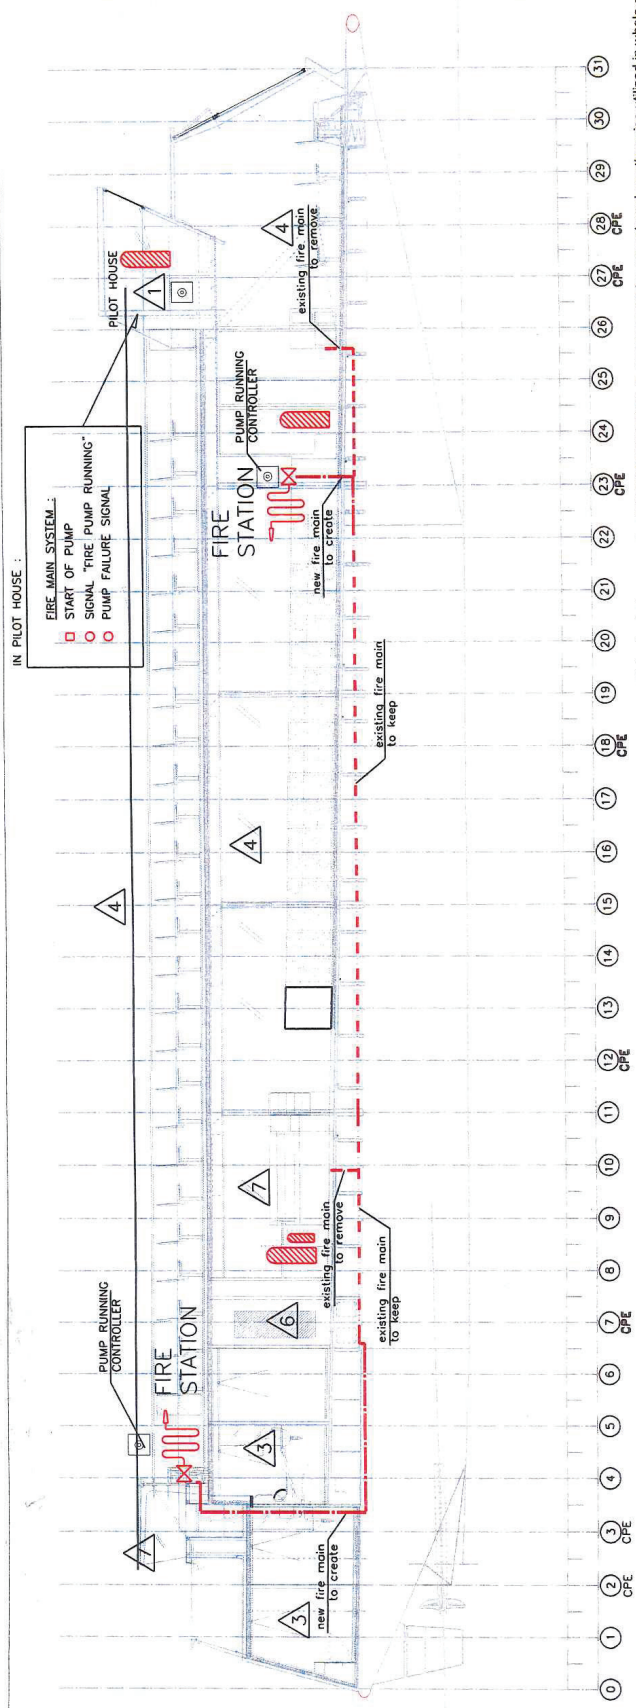 IN PILOT HOUSE :
FIRE MAIN SYSTEM :
START OF PUMP
SIGNAL "FIRE PUMP RUNNING"
PUMP FAILURE SIGNAL
4
PILOT HOUSE
1
7
PUMP RUNNING
CONTROLLER
FIRE
STATION
FIRE
STATION
PUMP RUNNING
CONTROLLER
4
existing fire main
to remove
3
6
7
4
3
new fire main
to create
existing fire main
to remove
existing fire main
to keep
existing fire main
to keep
new fire main
to create
0
1
2
CPE
3
CPE
4
5
6
7
CPE
8
9
10
11
12
CPE
13
14
15
16
17
18
CPE
19
20
21
22
23
CPE
24
25
26
27
CPE
28
CPE
29
30
31